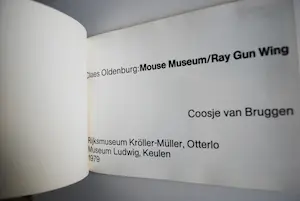 Claes Oldenburg:Mouse Museum/Ray Gun Wing
Coosje van Bruggen
Rijksmuseum Kröller-Müller, Otterlo
Museum Ludwig, Keulen
1979